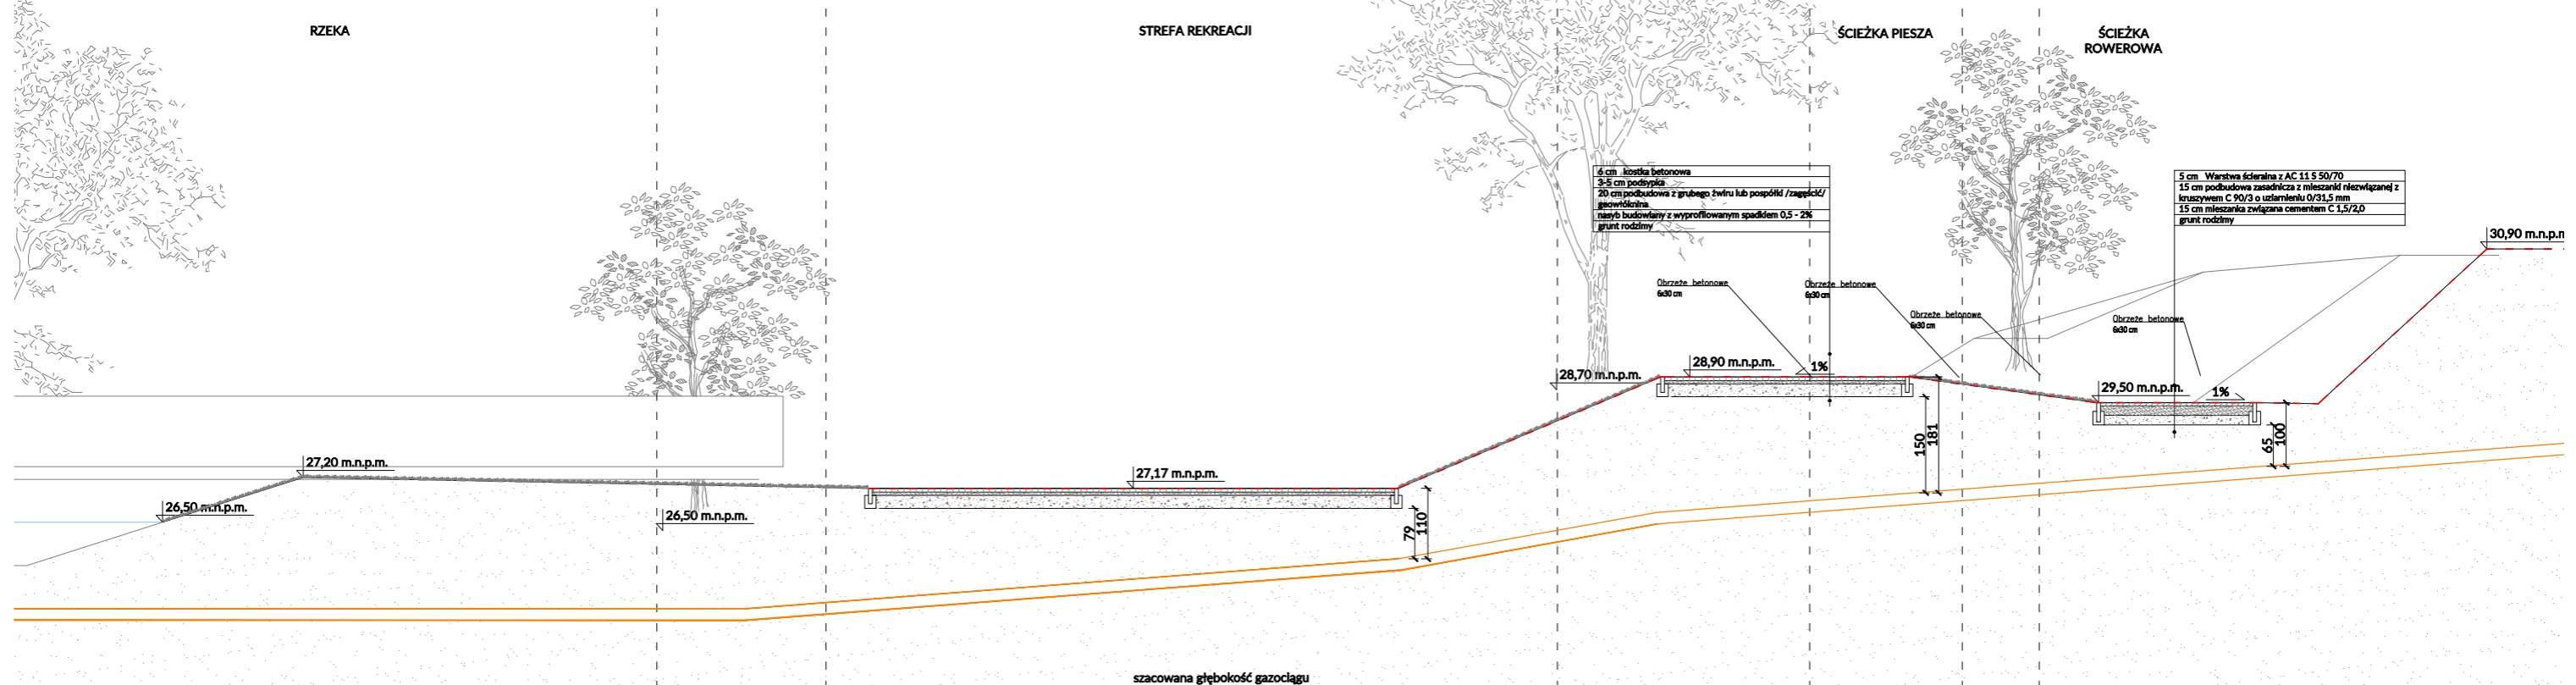 RZEKA
STREFA REKREACJI
ŚCIEŻKA PIESZA
ŚCIEŻKA
ROWEROWA
6 cm kostka betonowa
3-5 cm podsypka
20 cm podbudowa z grubego żwiru lub pospółki /zagęścić/
geowłóknina
nasyb budowlany z wyprofilowanym spadkiem 0,5 - 2%
grunt rodzimy
5 cm Warstwa ścieralna z AC 11 S 50/70
15 cm podbudowa zasadnicza z mieszanki niezwiązanej z
kruszywem C 90/3 o uziarnieniu 0/31,5 mm
15 cm mieszanka związana cementem C 1,5/2,0
grunt rodzimy
30,90 m.n.p.m
Obrzeże betonowe
6x30 cm
Obrzeże betonowe
6x30 cm
Obrzeże betonowe
6x30 cm
Obrzeże betonowe
6x30 cm
28,70 m.n.p.m.
28,90 m.n.p.m.
1%
29,50 m.n.p.m.
1%
150
181
65
100
27,20 m.n.p.m.
27,17 m.n.p.m.
26,50 m.n.p.m.
26,50 m.n.p.m.
79
110
szacowana głębokość gazociągu